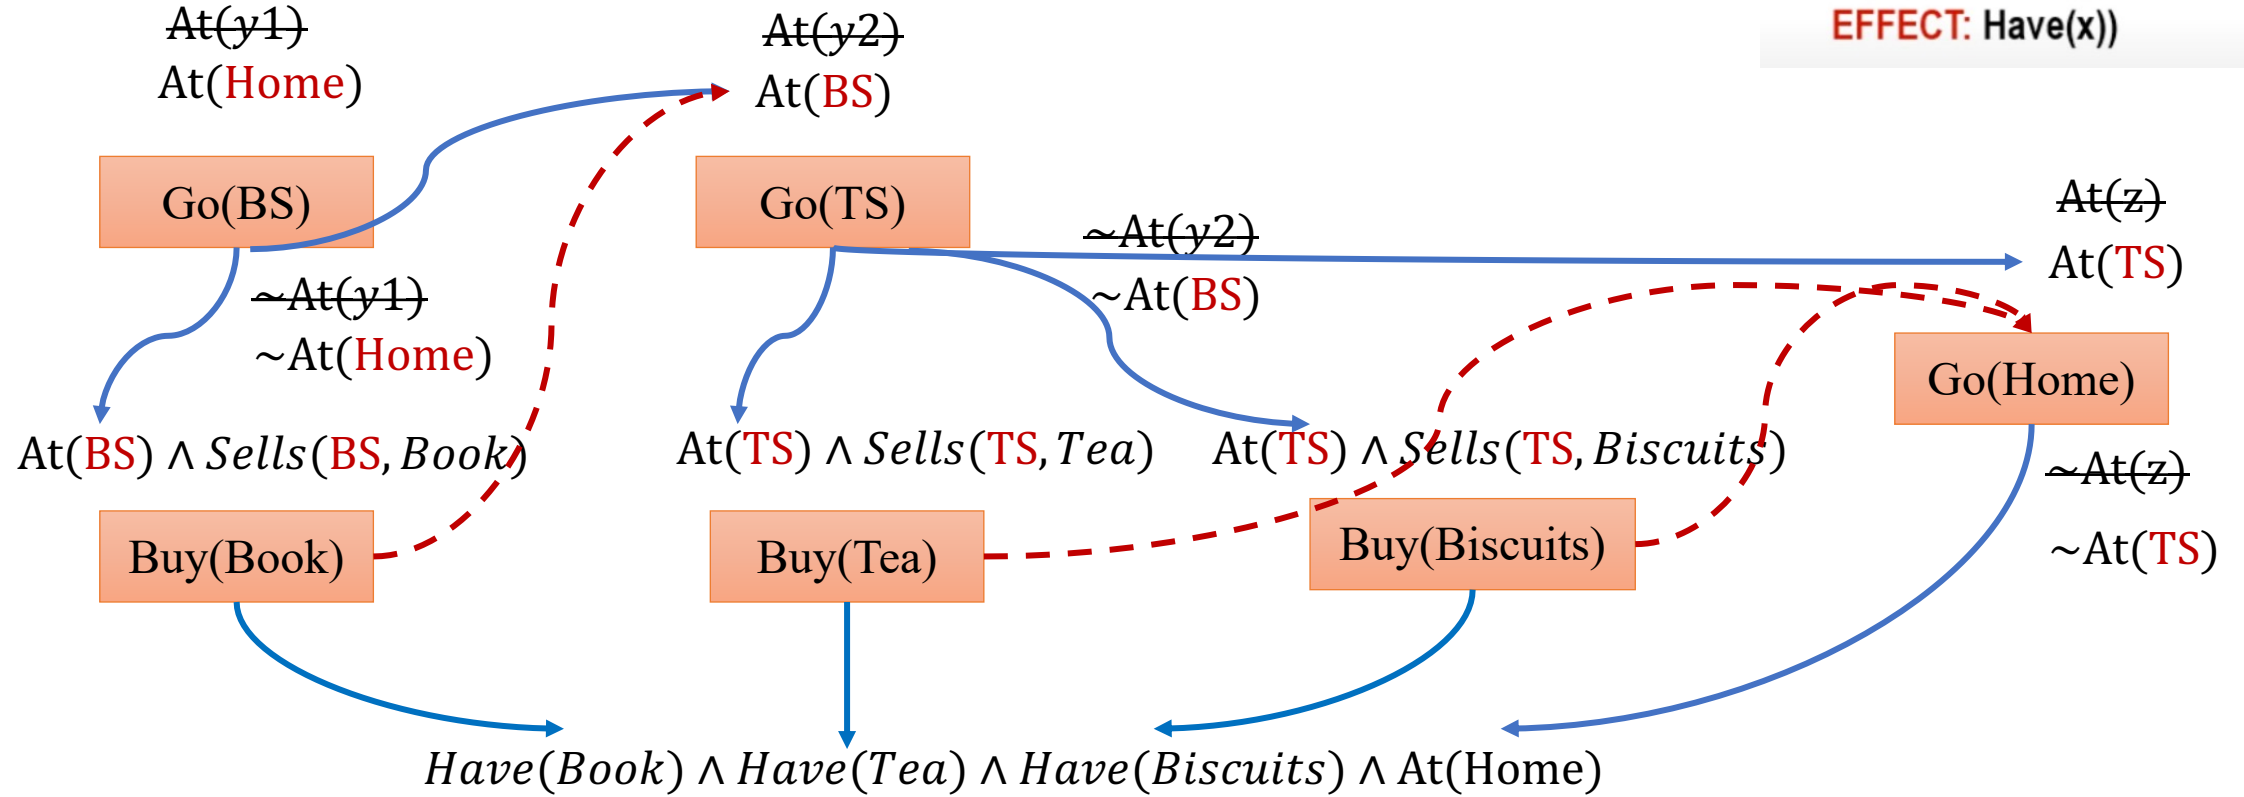 EFFECT: Have(x))
At(y1)
At(Home)
At(y2)
At(BS)
Go(BS)
Go(TS)
At(z)
At(TS)
~At(y2)
~At(BS)
~At(y1)
~At(Home)
Go(Home)
At(BS) ∧ Sells(BS, Book)
At(TS) ∧ Sells(TS, Tea)
At(TS) ∧ Sells(TS, Biscuits)
~At(z)
~At(TS)
Buy(Book)
Buy(Tea)
Buy(Biscuits)
Have(Book) ∧ Have(Tea) ∧ Have(Biscuits) ∧ At(Home)